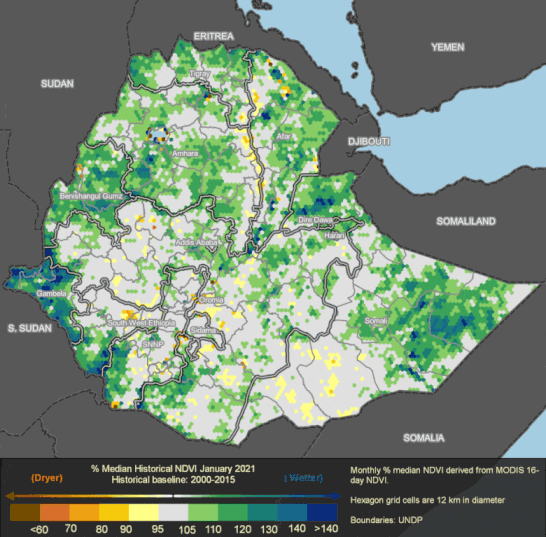 ERITREA
YEMEN
SUDAN
Tigray
Afar
DJIBOUTI
Amhara
Benishangul Gumz
Dire Dawa
SOMALILAND
Harari
Addis Ababa
Gambela
Oromia
Somali
S. SUDAN
South West Ethiopia
Sidama
SNNP
SOMALIA
(Dryer)
% Median Historical NDVI January 2021
Historical baseline: 2000-2015
(Wetter)
Monthly % median NDVI derived from MODIS 16-
day NDVI.
Hexagon grid cells are 12 km in diameter
Boundaries: UNDP
<60 70 80 90 95 105 110 120 130 140 >140